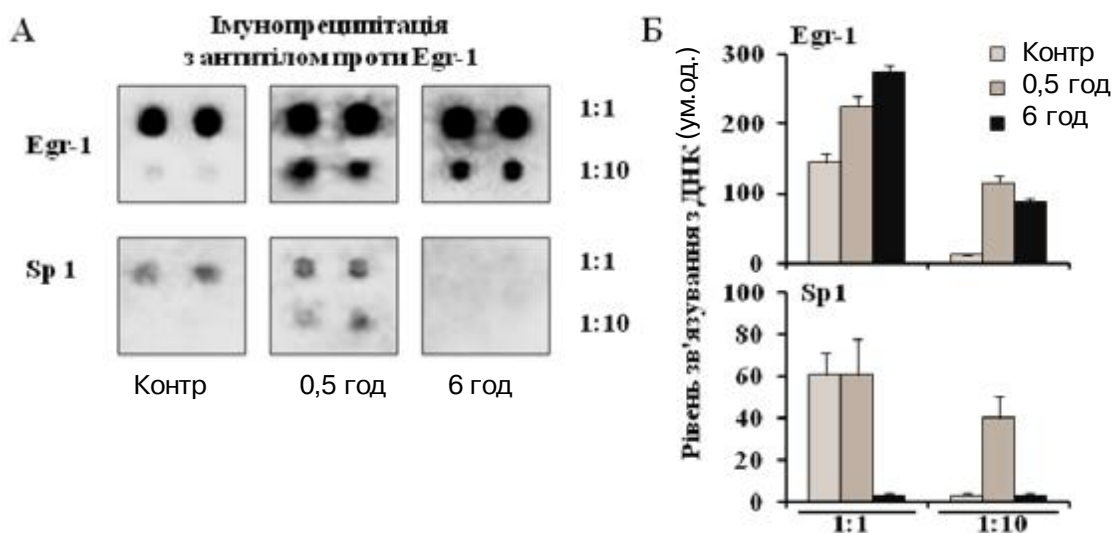 А
Імунопреципітація
з антитілом проти Egr-1
Egr-1
1:1
1:10
Sp 1
1:1
1:10
Контр
0,5 год
6 год
Б
Egr-1
Контр
0,5 год
6 год
Рівень зв'язування з ДНК (ум.од.)
300
200
100
0
Sp1
100
80
60
40
20
0
1:1
1:10